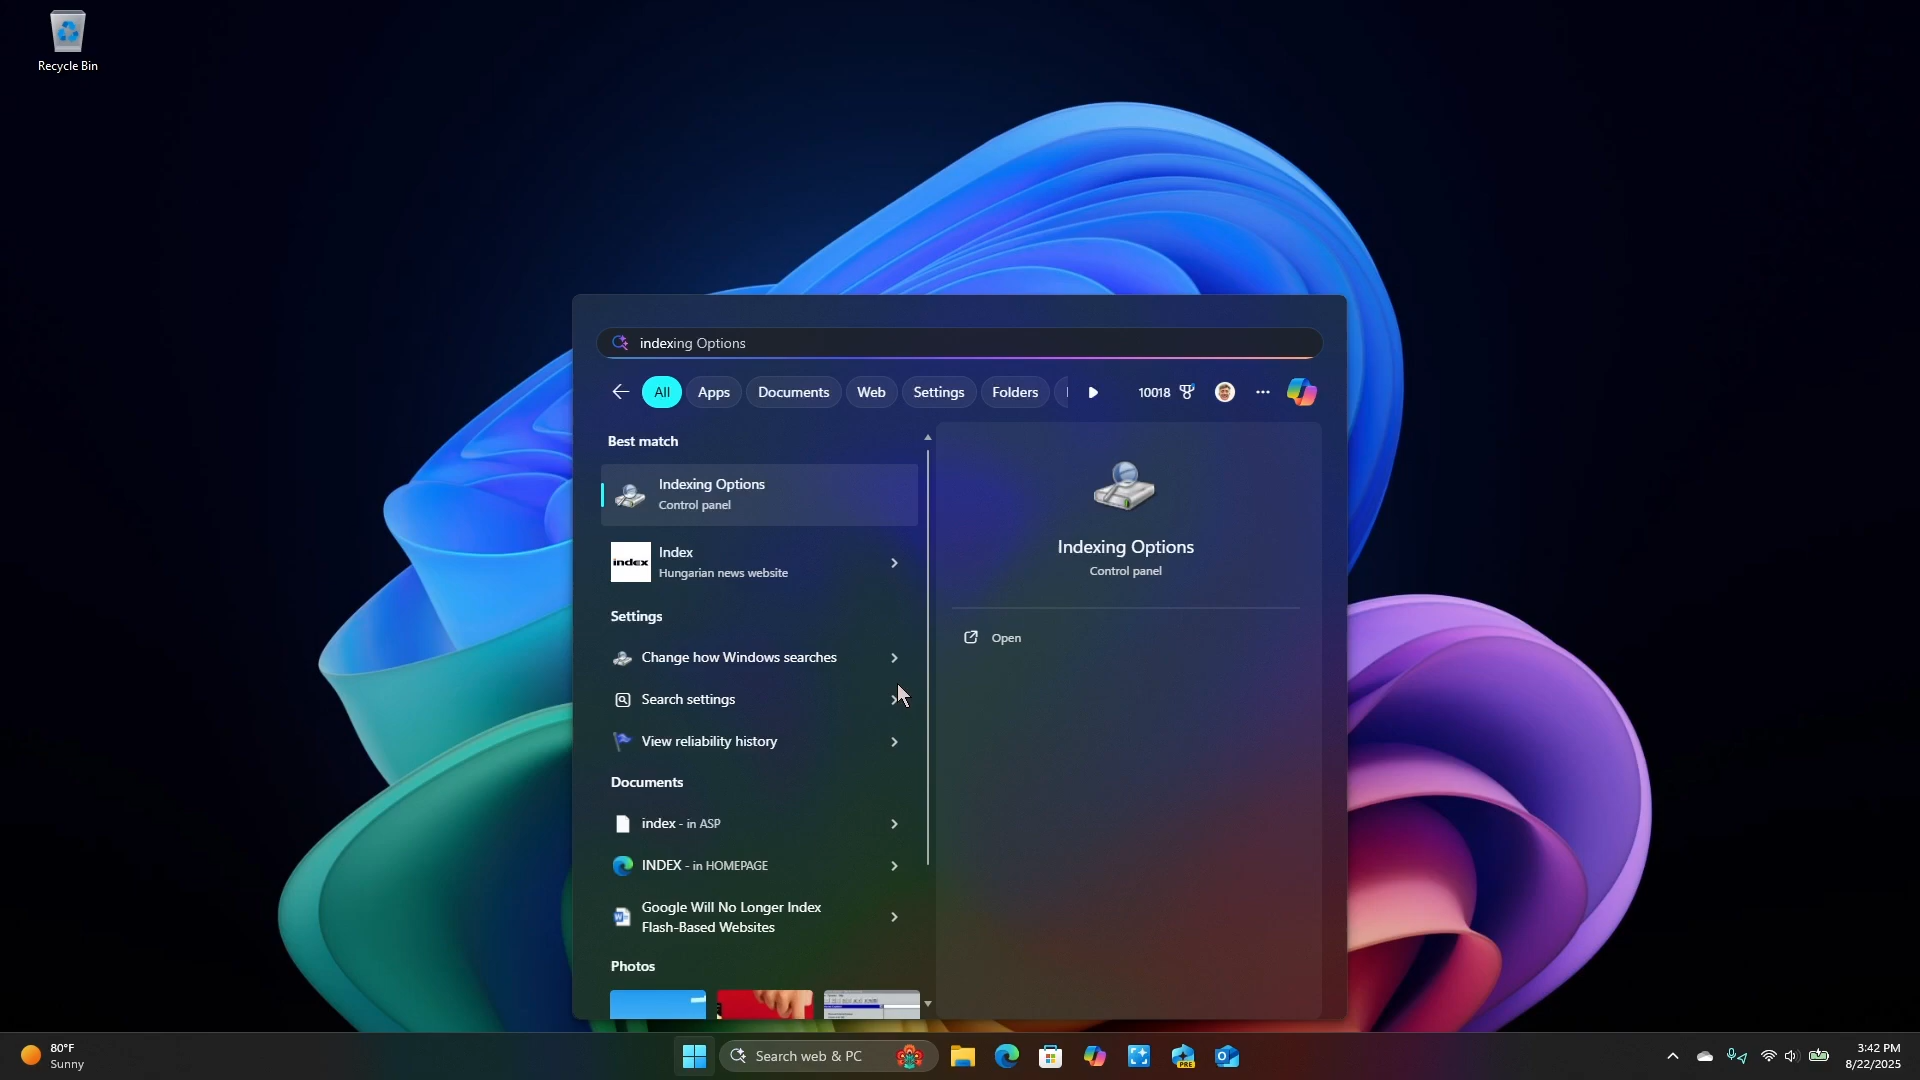 Recycle Bin
indexing Options
All
Apps
Documents
Web
Settings
Folders
10018
Best match
Indexing Options
Control panel
index
Index
Hungarian news website
Settings
Change how Windows searches
Search settings
View reliability history
Documents
index - in ASP
INDEX - in HOMEPAGE
Google Will No Longer Index
Flash-Based Websites
Photos
Indexing Options
Control panel
Open
80°F
Sunny
Search web & PC
PRE
3:42 PM
8/22/2025